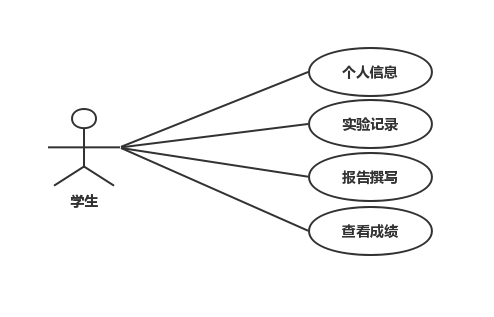 个人信息
实验记录
报告撰写
查看成绩
学生